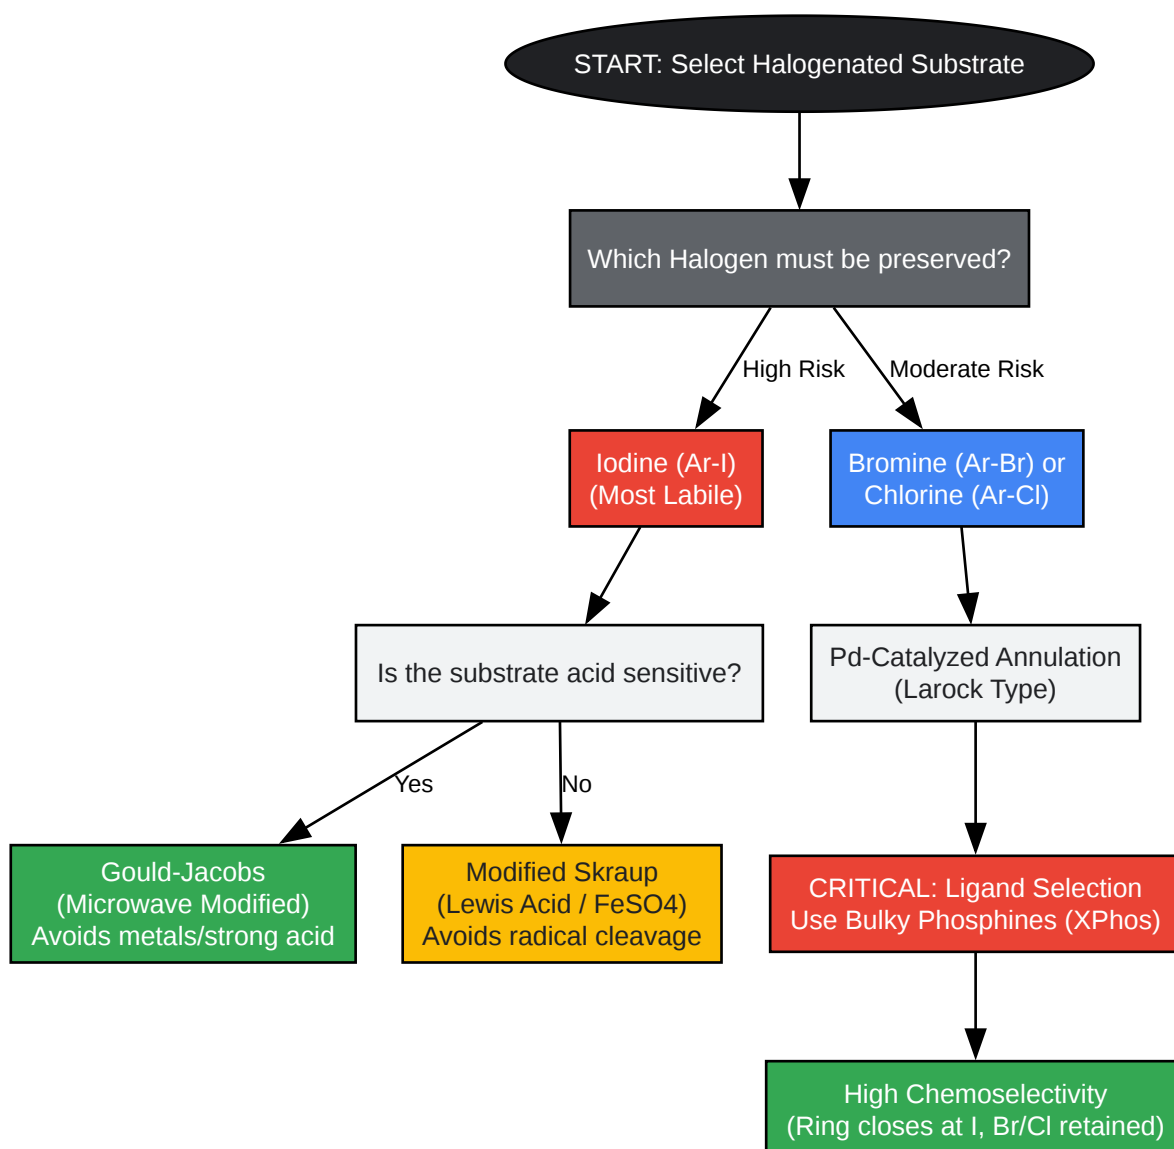 START: Select Halogenated Substrate
Which Halogen must be preserved?
High Risk
Moderate Risk
Iodine (Ar-I)
(Most Labile)
Bromine (Ar-Br) or
Chlorine (Ar-Cl)
Is the substrate acid sensitive?
Pd-Catalyzed Annulation
(Larock Type)
Yes
No
Gould-Jacobs
(Microwave Modified)
Avoids metals/strong acid
Modified Skraup
(Lewis Acid / FeSO4)
Avoids radical cleavage
CRITICAL: Ligand Selection
Use Bulky Phosphines (XPhos)
High Chemoselectivity
(Ring closes at I, Br/Cl retained)